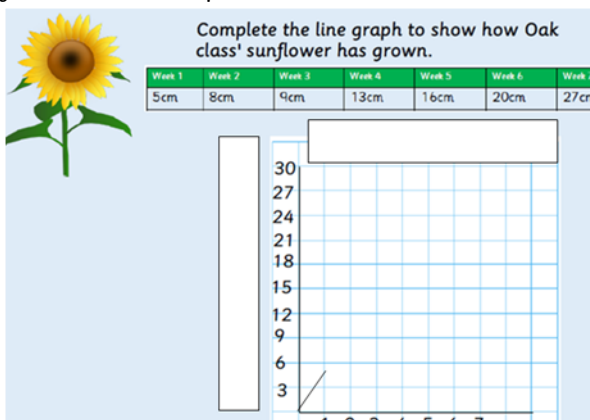 Complete the line graph to show how Oak
class' sunflower has grown.
Week 1 Week 2 Week 3 Week 4 Week 5 Week 6 Week
5cm 8cm 9cm 13cm 16cm 20cm 27c
30
27
24
21
18
15
12
9
6
3